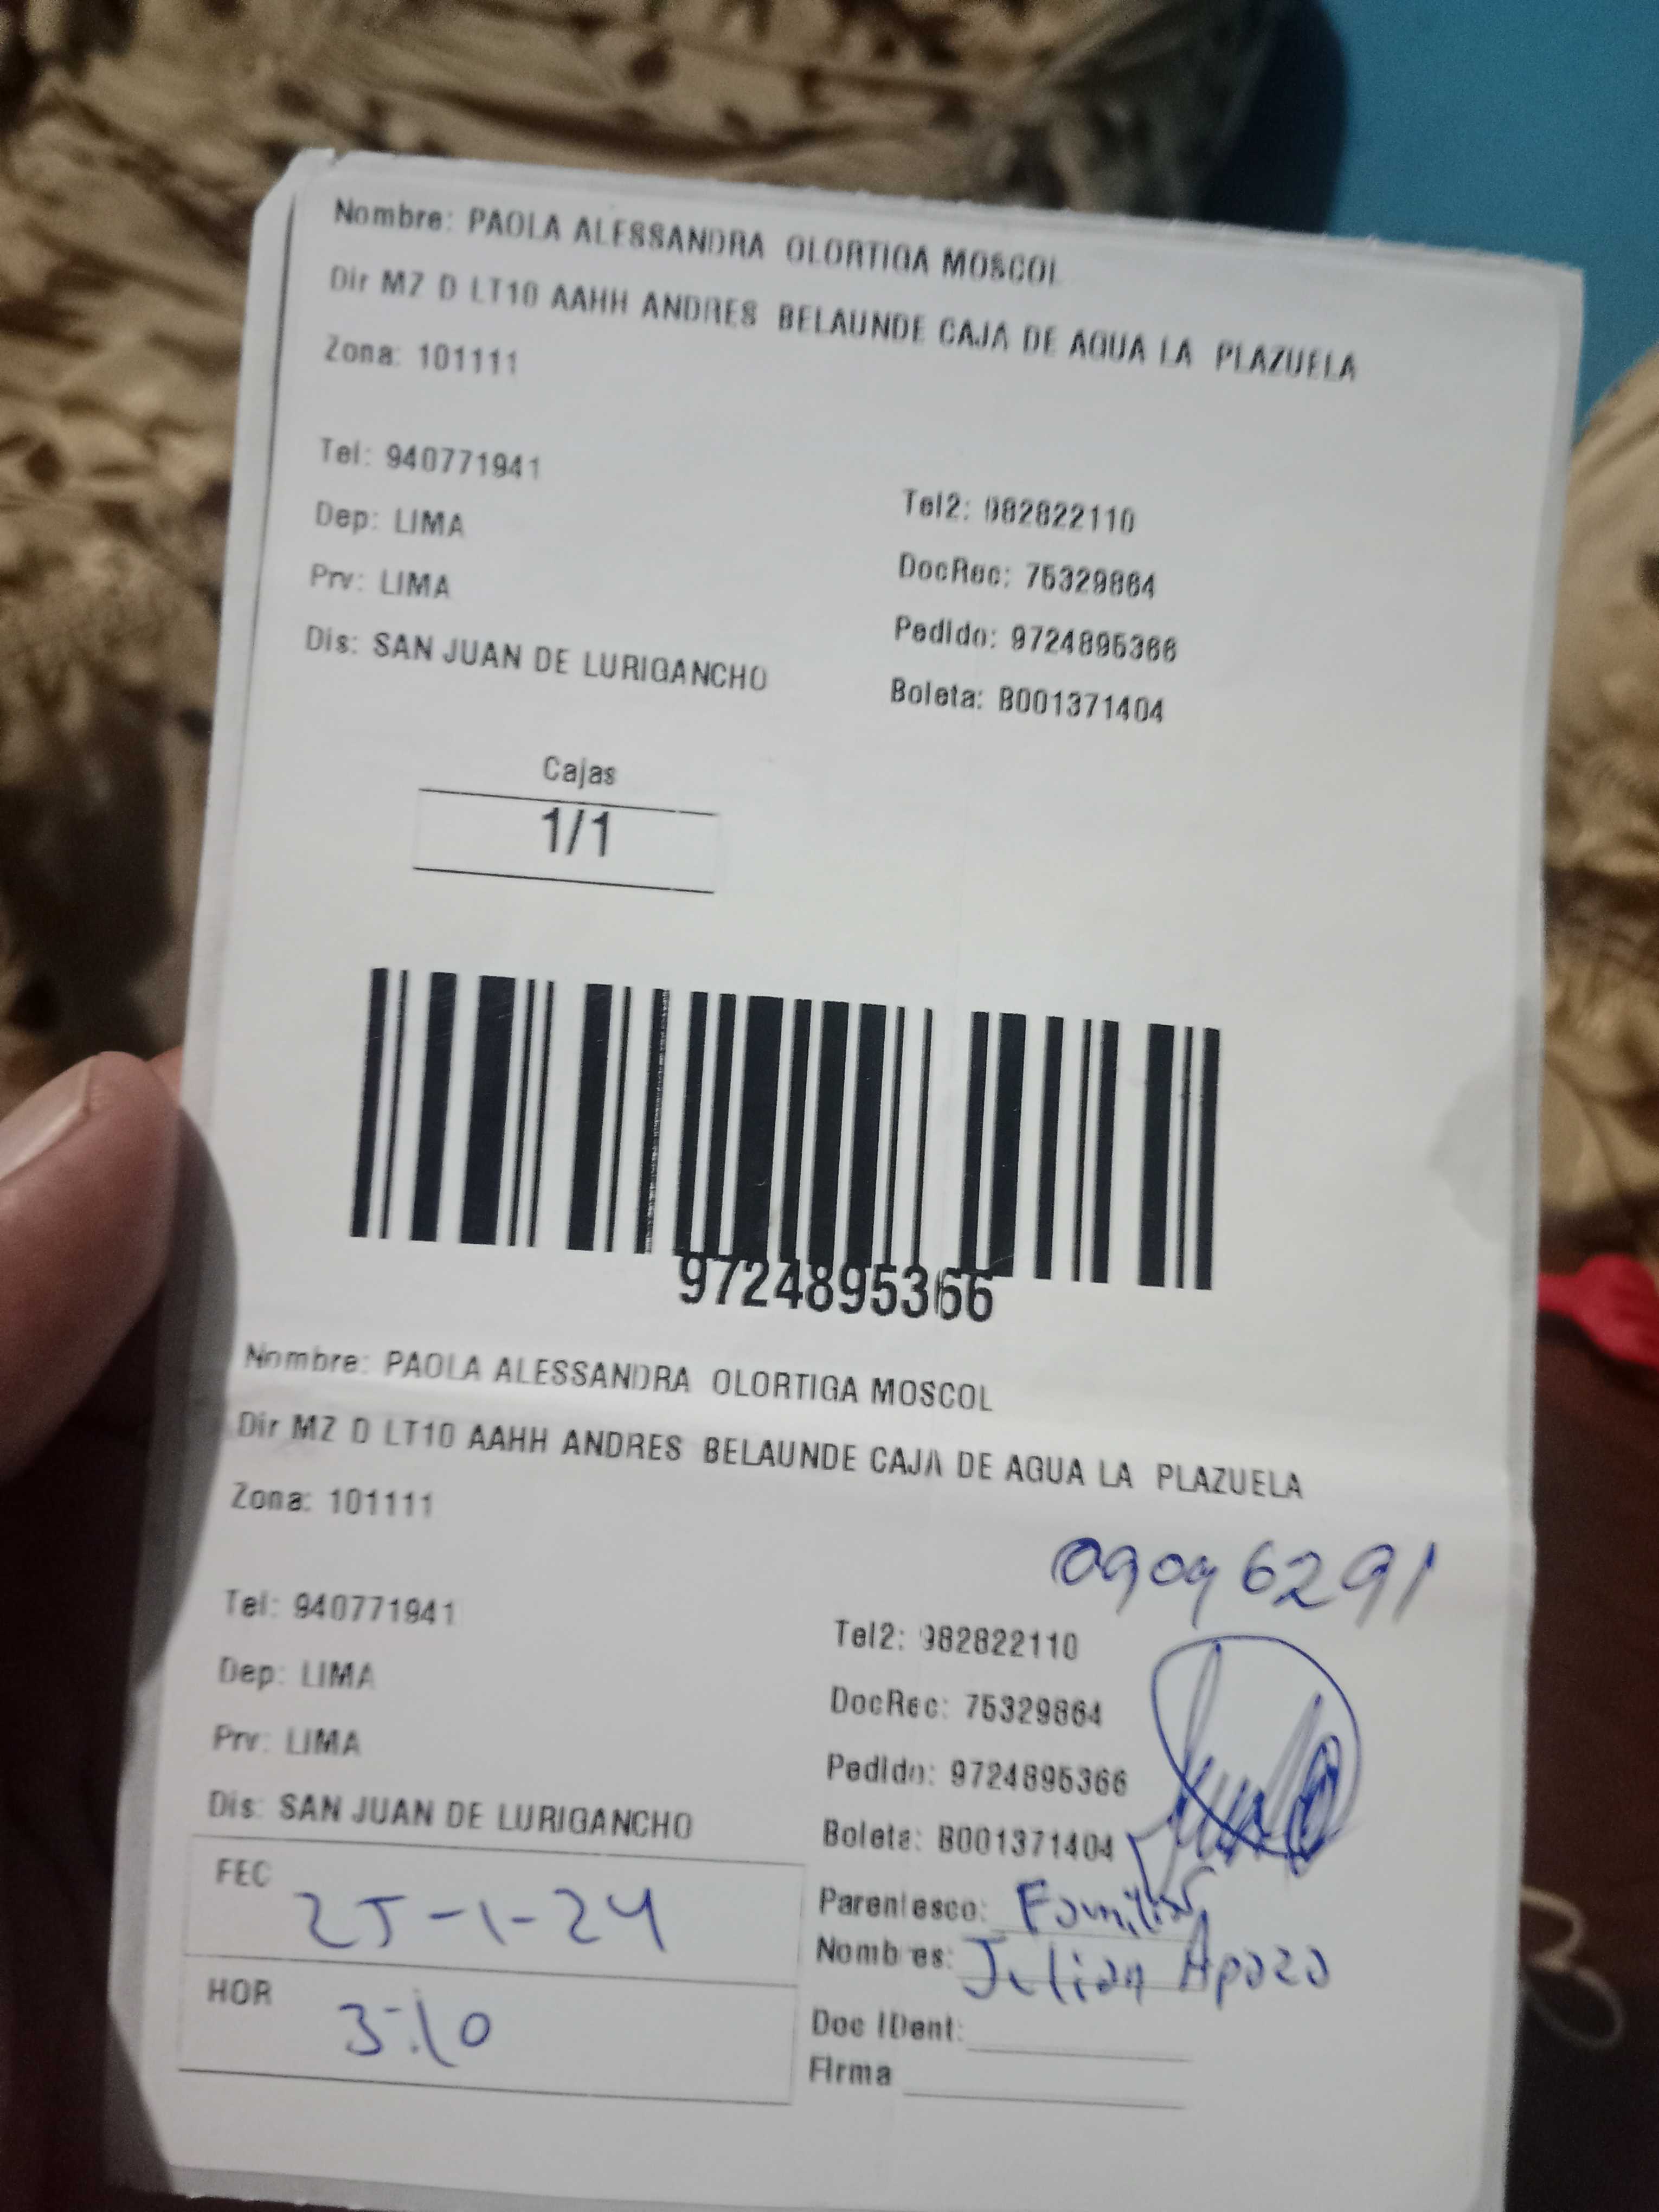 Nombre: PAOLA ALESSANDRA OLORTIGA MOSCOL
Dir MZ D LT10 AAHH ANDRES BELAUNDE CAJA DE AGUA LA PLAZUELA
Zona: 101111
Tel: 940771941
Tel2: 982822110
Dep: LIMA
DocRec: 75329864
Prv: LIMA
Pedido: 9724895366
Dis: SAN JUAN DE LURIGANCHO
Boleta: B001371404
Cajas
1/1
9724895366
Nombre: PAOLA ALESSANDRA OLORTIGA MOSCOL
Dir MZ D LT10 AAHH ANDRES BELAUNDE CAJA DE AGUA LA PLAZUELA
Zona: 101111
09096291
Tel: 940771941
Tel2: 982822110
Dep: LIMA
DocRec: 75329864
Prv: LIMA
Pedido: 9724895366
Dis: SAN JUAN DE LURIGANCHO
Boleta: B001371404
FEC 25-1-24
Parentesco: Familiar
Nombres: Julian Apozo
HOR 3:10
Doc IDent:
Firma